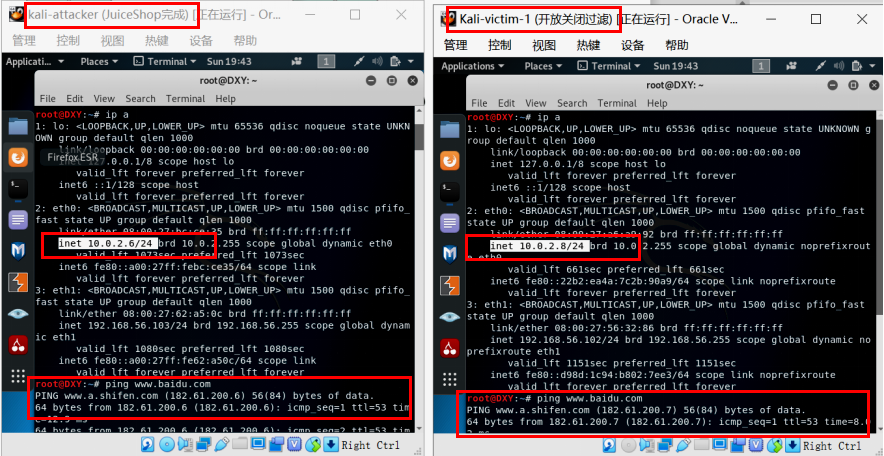 kali-attacker (JuiceShop完成) [正在运行] - Or...
管理 控制 视图 热键 设备 帮助
Applicati... Places Terminal Sun 19:43 1
root@DXY: ~
File Edit View Search Terminal Help
root@DXY:~# ip a
1: lo: <LOOPBACK,UP,LOWER_UP> mtu 65536 qdisc noqueue state UNKN
OWN group default qlen 1000
link/loopback 00:00:00:00:00:00 brd 00:00:00:00:00:00
Firefox ESR
inet 127.0.0.1/8 scope host lo
valid_lft forever preferred_lft forever
inet6 ::1/128 scope host
valid_lft forever preferred_lft forever
2: eth0: <BROADCAST,MULTICAST,UP,LOWER_UP> mtu 1500 qdisc pfifo_
fast state UP group default qlen 1000
brd ff:ff:ff:ff:ff:ff
inet 10.0.2.6/24 brd 10.0.2.255 scope global dynamic eth0
valid_lft 1073sec preferred_lft 1073sec
inet6 fe80::a00:27ff:febc:ce35/64 scope link
valid_lft forever preferred_lft forever
3: eth1: <BROADCAST,MULTICAST,UP,LOWER_UP> mtu 1500 qdisc pfifo_
fast state UP group default qlen 1000
link/ether 08:00:27:62:a5:0c brd ff:ff:ff:ff:ff:ff
inet 192.168.56.103/24 brd 192.168.56.255 scope global dynam
ic eth1
valid_lft 1080sec preferred_lft 1080sec
inet6 fe80::a00:27ff:fe62:a50c/64 scope link
valid_lft forever preferred_lft forever
root@DXY:~# ping www.baidu.com
PING www.a.shifen.com (182.61.200.6) 56(84) bytes of data.
64 bytes from 182.61.200.6 (182.61.200.6): icmp_seq=1 ttl=53 tim
64 bytes from 182.61.200.6 (182.61.200.6): icmp_seq=2 ttl=53 tim
Right Ctrl
Kali-victim-1 (开放关闭过滤) [正在运行] - Oracle V...
管理 控制 视图 热键 设备 帮助
Applications Places Terminal Sun 19:43 1
root@DXY: ~
File Edit View Search Terminal Help
root@DXY:~# ip a
1: lo: <LOOPBACK,UP,LOWER_UP> mtu 65536 qdisc noqueue state UNKNOWN g
roup default qlen 1000
link/loopback 00:00:00:00:00:00 brd 00:00:00:00:00:00
inet 127.0.0.1/8 scope host lo
valid_lft forever preferred_lft forever
inet6 ::1/128 scope host
valid_lft forever preferred_lft forever
2: eth0: <BROADCAST,MULTICAST,UP,LOWER_UP> mtu 1500 qdisc pfifo_fast
state UP group default qlen 1000
brd ff:ff:ff:ff:ff:ff
inet 10.0.2.8/24 brd 10.0.2.255 scope global dynamic noprefixrout
e eth0
valid_lft 661sec preferred_lft 661sec
inet6 fe80::22b2:ea4a:7c2b:90a9/64 scope link noprefixroute
valid_lft forever preferred_lft forever
3: eth1: <BROADCAST,MULTICAST,UP,LOWER_UP> mtu 1500 qdisc pfifo_fast
state UP group default qlen 1000
link/ether 08:00:27:56:32:86 brd ff:ff:ff:ff:ff:ff
inet 192.168.56.102/24 brd 192.168.56.255 scope global dynamic no
prefixroute eth1
valid_lft 1151sec preferred_lft 1151sec
inet6 fe80::d98d:1c94:b802:7ee3/64 scope link noprefixroute
valid_lft forever preferred_lft forever
root@DXY:~# ping www.baidu.com
PING www.a.shifen.com (182.61.200.7) 56(84) bytes of data.
64 bytes from 182.61.200.7 (182.61.200.7): icmp_seq=1 ttl=53 time=8.0
Right Ctrl